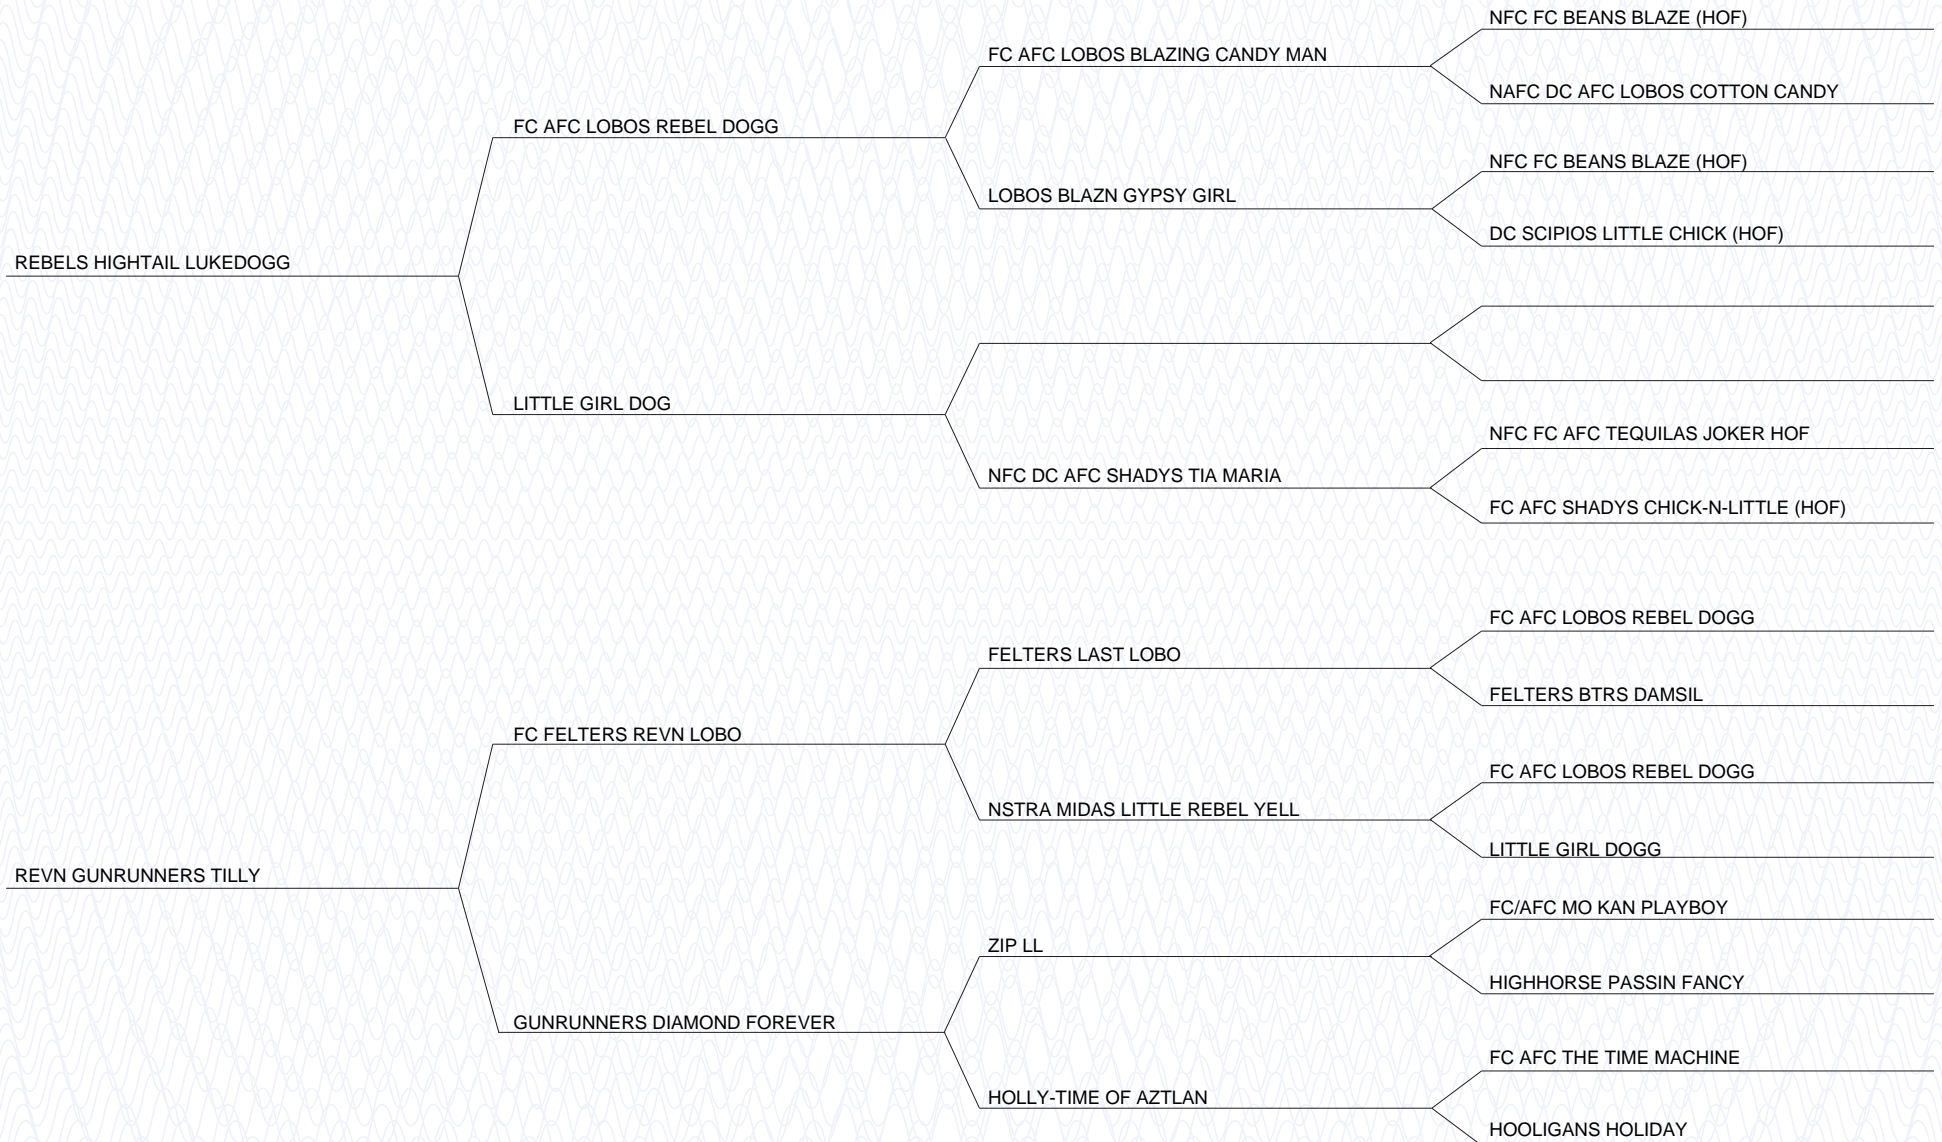 NFC FC BEANS BLAZE (HOF)
FC AFC LOBOS BLAZING CANDY MAN
NAFC DC AFC LOBOS COTTON CANDY
FC AFC LOBOS REBEL DOGG
NFC FC BEANS BLAZE (HOF)
LOBOS BLAZN GYPSY GIRL
DC SCIPIOS LITTLE CHICK (HOF)
REBELS HIGHTAIL LUKEDOGG
LITTLE GIRL DOG
NFC FC AFC TEQUILAS JOKER HOF
NFC DC AFC SHADYS TIA MARIA
FC AFC SHADYS CHICK-N-LITTLE (HOF)
FC AFC LOBOS REBEL DOGG
FELTERS LAST LOBO
FELTERS BTRS DAMSIL
FC FELTERS REVN LOBO
FC AFC LOBOS REBEL DOGG
NSTRA MIDAS LITTLE REBEL YELL
LITTLE GIRL DOGG
REVN GUNRUNNERS TILLY
FC/AFC MO KAN PLAYBOY
ZIP LL
HIGHHORSE PASSIN FANCY
GUNRUNNERS DIAMOND FOREVER
FC AFC THE TIME MACHINE
HOLLY-TIME OF AZTLAN
HOOLIGANS HOLIDAY